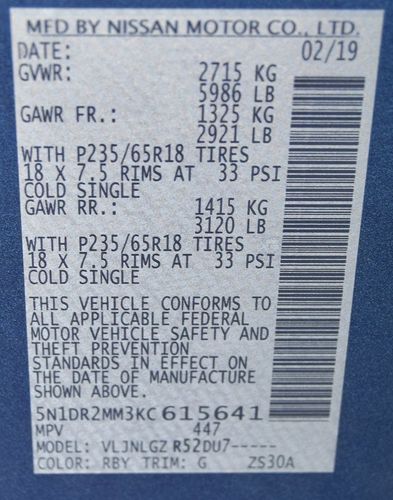 MFD BY NISSAN MOTOR CO., LTD.
DATE: 02/19
GVWR: 2715 KG
5986 LB
GAWR FR.: 1325 KG
2921 LB
WITH P235/65R18 TIRES
18 X 7.5 RIMS AT 33 PSI
COLD SINGLE
GAWR RR.: 1415 KG
3120 LB
WITH P235/65R18 TIRES
18 X 7.5 RIMS AT 33 PSI
COLD SINGLE
THIS VEHICLE CONFORMS TO
ALL APPLICABLE FEDERAL
MOTOR VEHICLE SAFETY AND
THEFT PREVENTION
STANDARDS IN EFFECT ON
THE DATE OF MANUFACTURE
SHOWN ABOVE.
5N1DR2MM3KC615641
MPV 447
MODEL: VLJNLGZ R52DU7-----
COLOR: RBY TRIM: G ZS30A